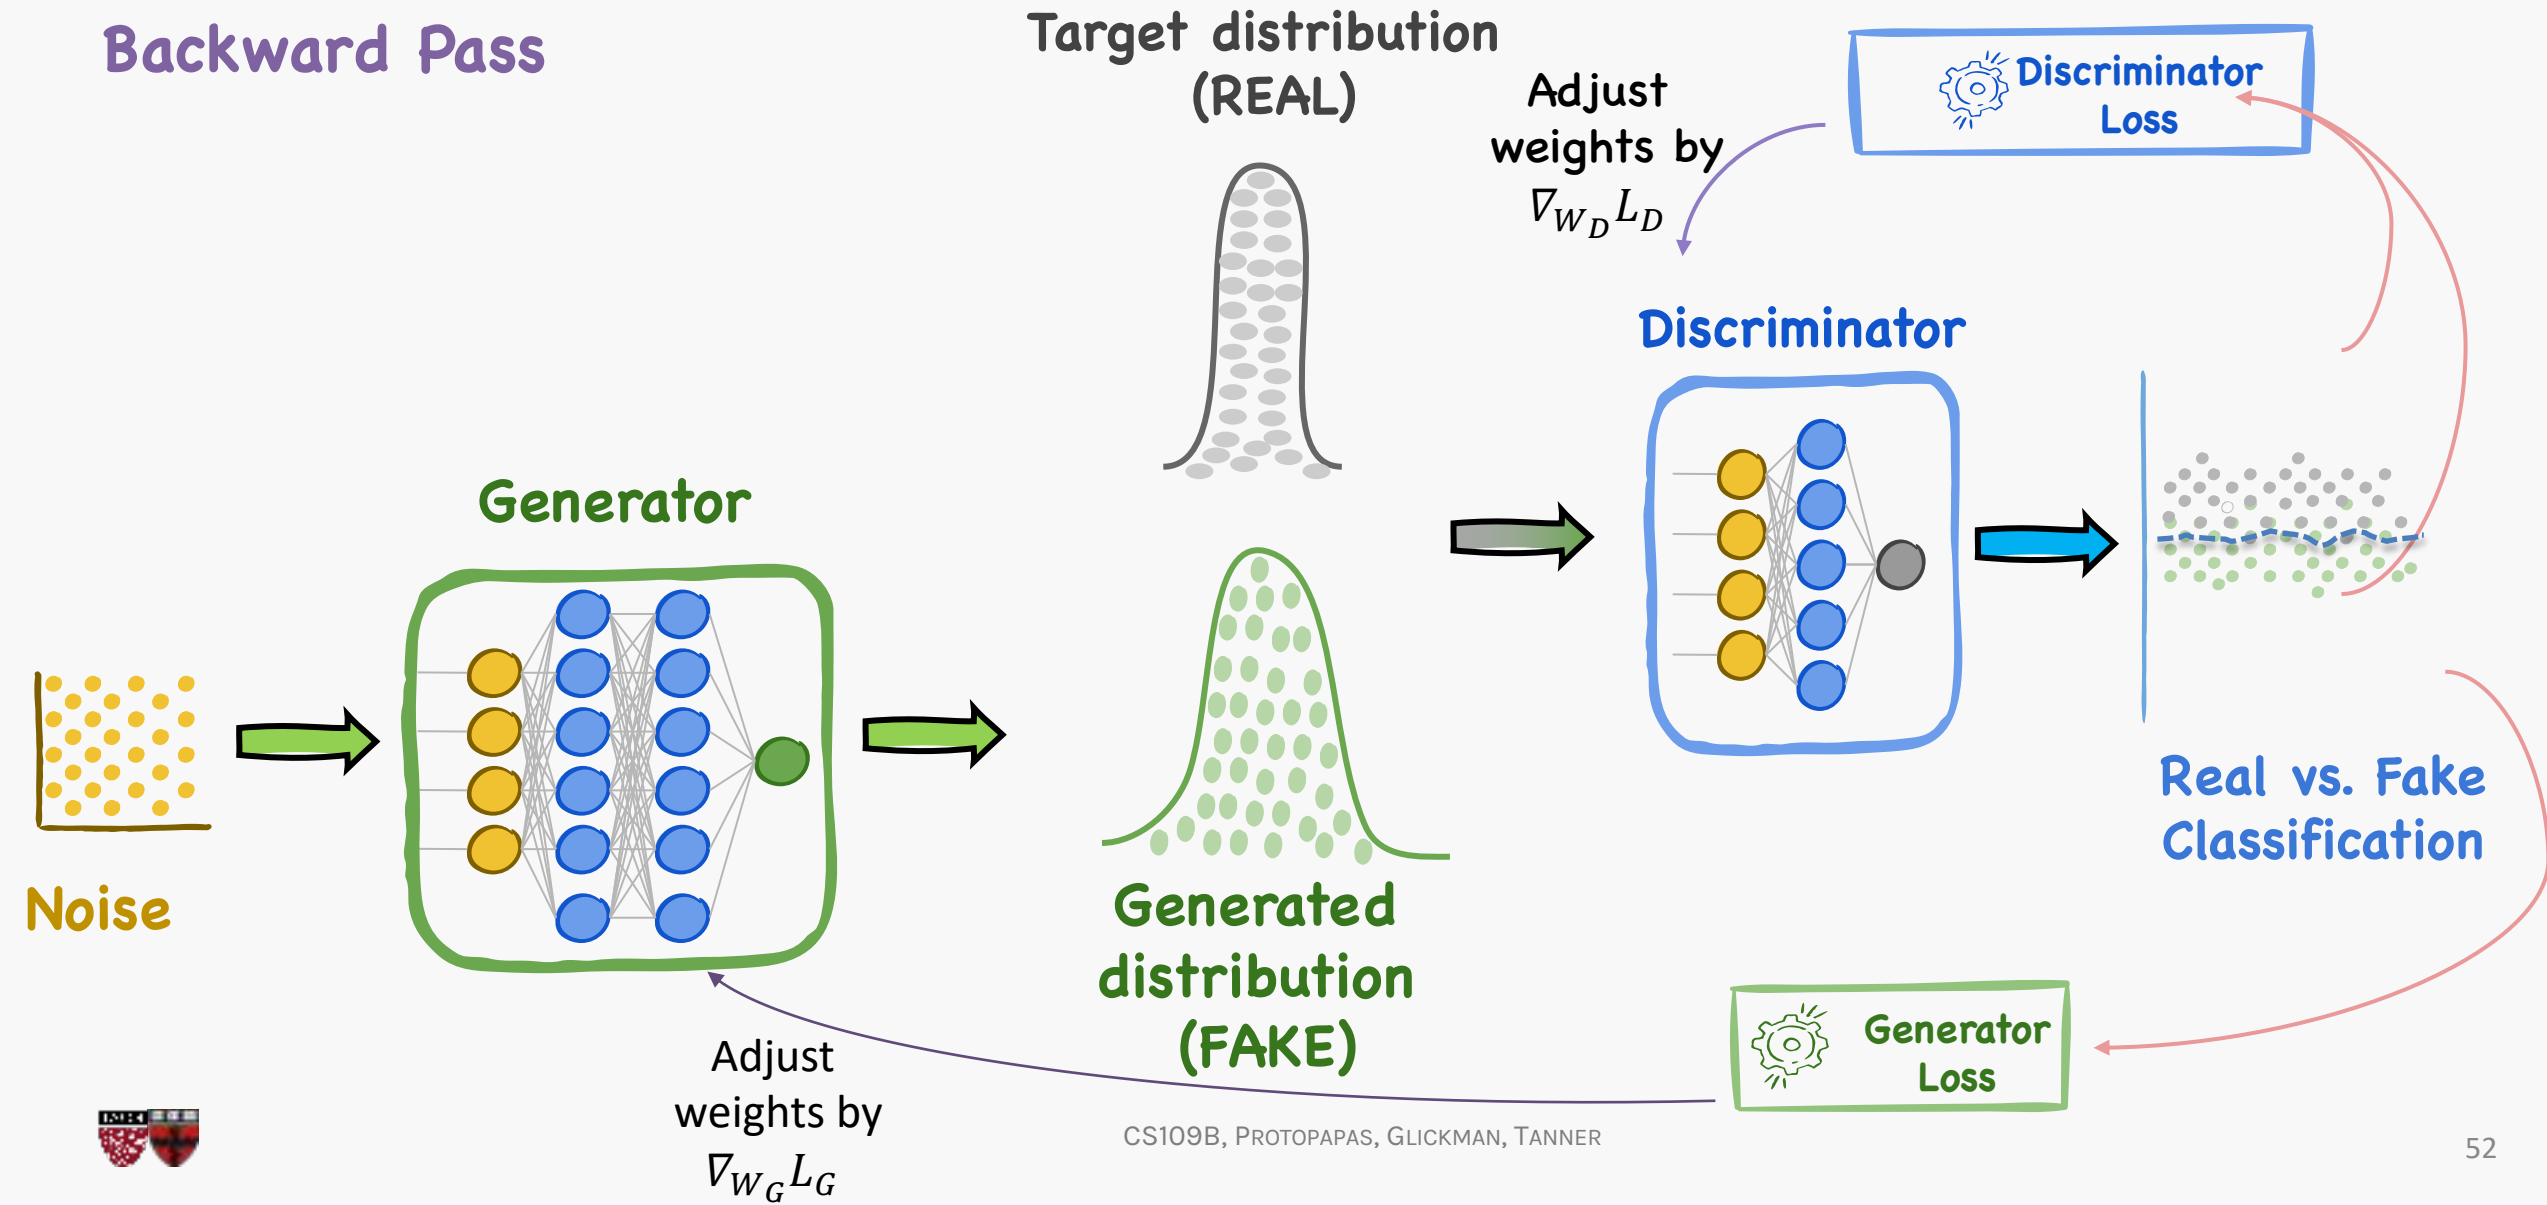 Backward Pass
Target distribution
(REAL)
Adjust
weights by
∇_{W_D}L_D
Discriminator
Loss
Discriminator
Generator
Noise
Real vs. Fake
Classification
Generated
distribution
(FAKE)
Generator
Loss
Adjust
weights by
∇_{W_G}L_G
CS109B, PROTOPAPAS, GLICKMAN, TANNER
52